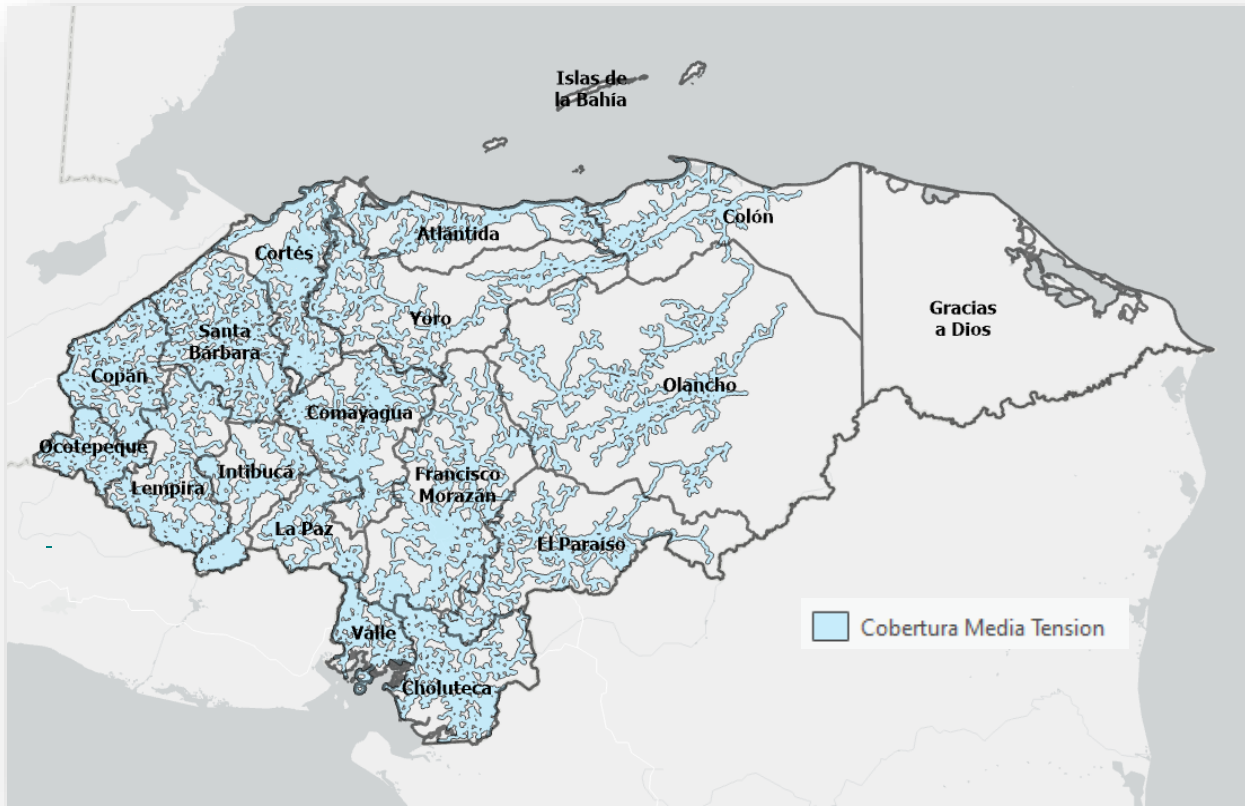 Islas de
la Bahía
Colón
Atlántida
Cortés
Gracias
a Dios
Yoro
Santa
Bárbara
Copán
Olancho
Comayagua
Ocotepeque
Intibucá
Francisco
Morazán
Lempira
La Paz
El Paraíso
Valle
Cobertura Media Tension
Choluteca